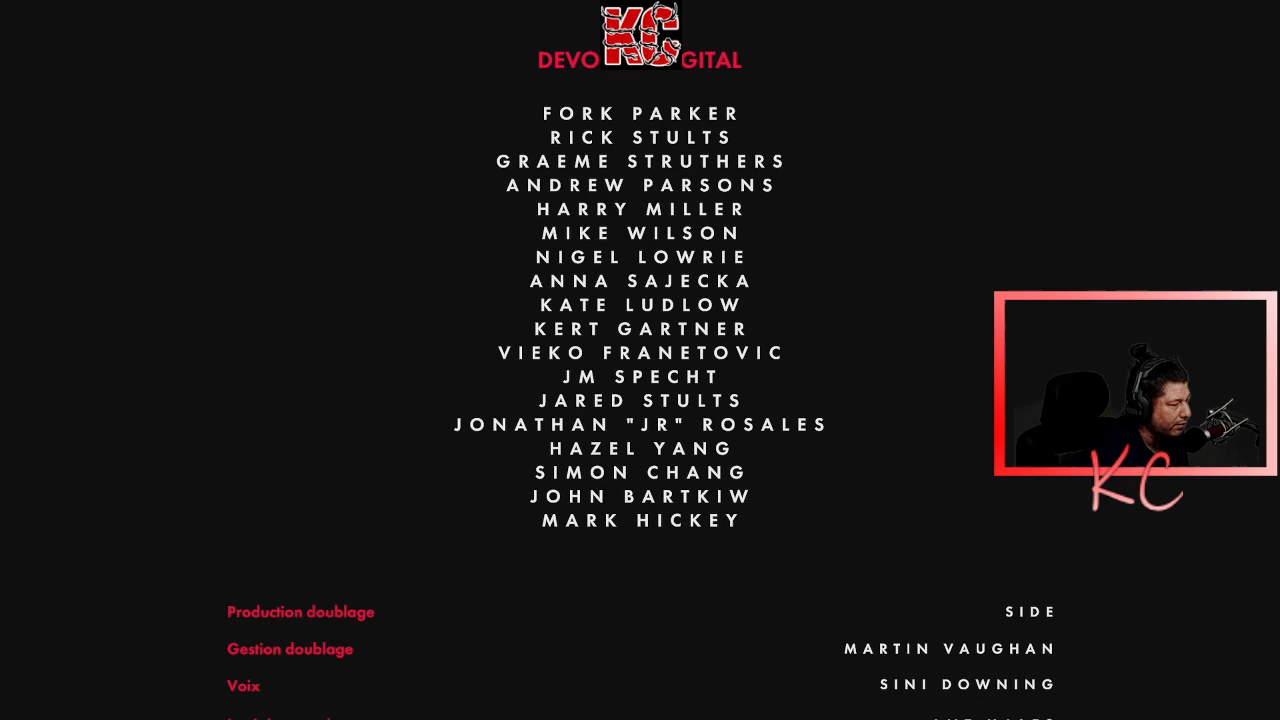 KC
DEVO GITAL
FORK PARKER
RICK STULTS
GRAEME STRUTHERS
ANDREW PARSONS
HARRY MILLER
MIKE WILSON
NIGEL LOWRIE
ANNA SAJECKA
KATE LUDLOW
KERT GARTNER
VIEKO FRANETOVIC
JM SPECHT
JARED STULTS
JONATHAN "JR" ROSALES
HAZEL YANG
SIMON CHANG
JOHN BARTKIW
MARK HICKEY
KC
Production doublage SIDE
Gestion doublage MARTIN VAUGHAN
Voix SINI DOWNING